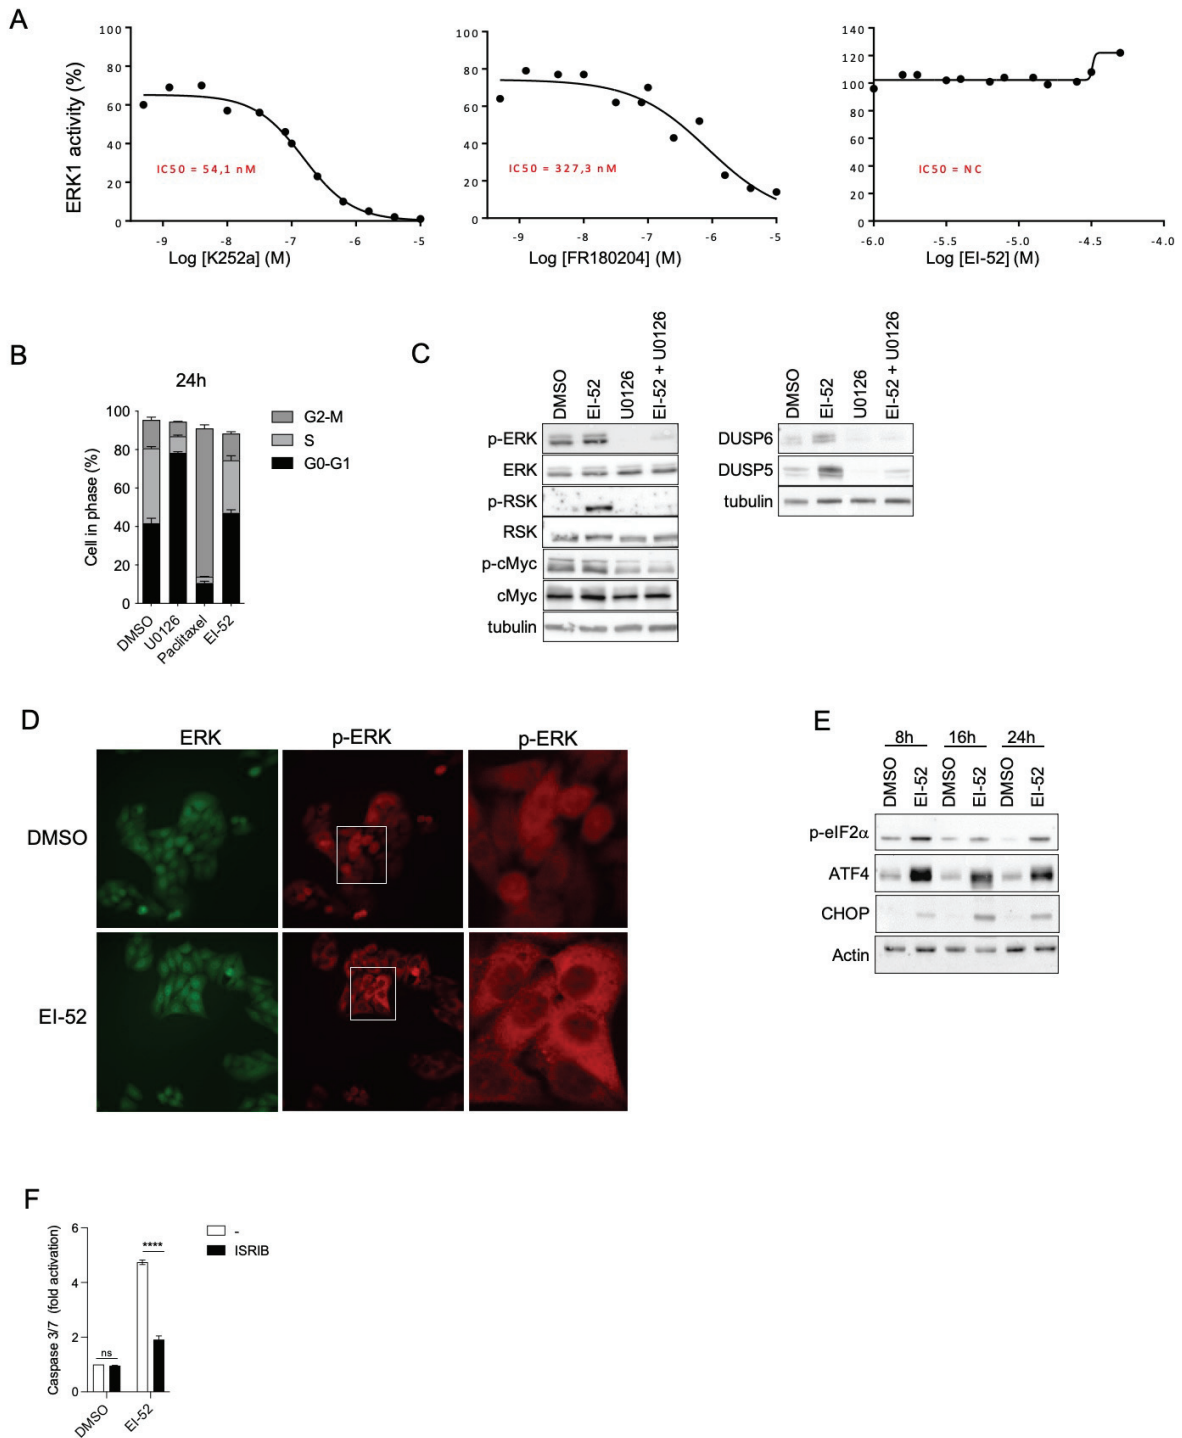 A
ERK1 activity (%)
100
80
60
40
20
0
IC50 = 54,1 nM
-9 -8 -7 -6 -5
Log [K252a] (M)
100
80
60
40
20
0
IC50 = 327,3 nM
-9 -8 -7 -6 -5
Log [FR180204] (M)
140
120
100
80
60
40
20
0
IC50 = NC
-6.0 -5.5 -5.0 -4.5 -4.0
Log [EI-52] (M)
B
24h
Cell in phase (%)
100
80
60
40
20
0
DMSO
U0126
Paclitaxel
EI-52
G2-M
S
G0-G1
C
DMSO
EI-52
U0126
EI-52 + U0126
p-ERK
ERK
p-RSK
RSK
p-cMyc
cMyc
tubulin
DMSO
EI-52
U0126
EI-52 + U0126
DUSP6
DUSP5
tubulin
D
ERK p-ERK p-ERK
DMSO
EI-52
E
8h 16h 24h
DMSO
EI-52
DMSO
EI-52
DMSO
EI-52
p-eIF2α
ATF4
CHOP
Actin
F
Caspase 3/7 (fold activation)
6
4
2
0
ns
****
DMSO
EI-52
-
ISRIB